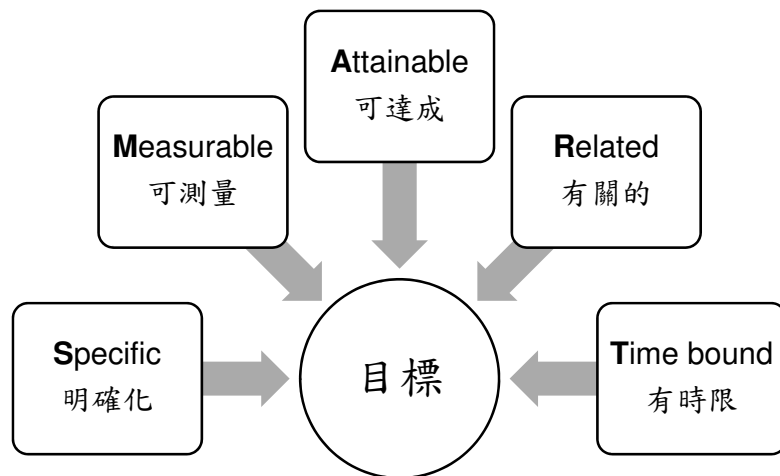 Specific
明確化
Measurable
可測量
Attainable
可達成
Related
有關的
Time bound
有時限
目標